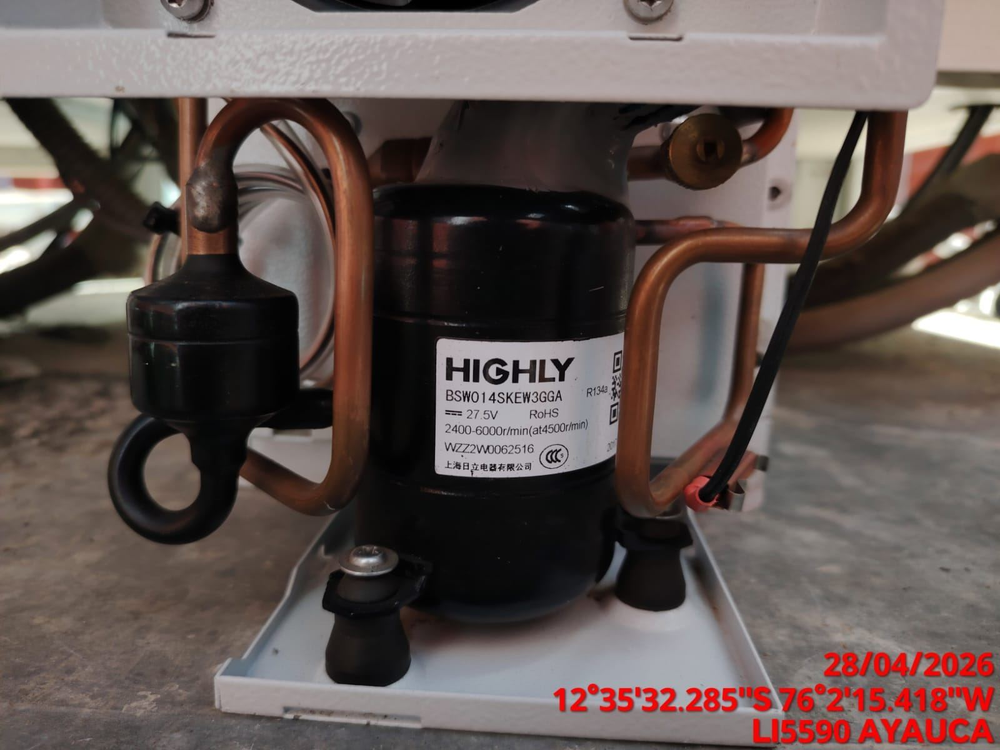 HIGHLY
BSW014SKEW3GGA R134a
27.5V RoHS
2400-6000r/min(at4500r/min)
WZZ2W0062516
CCC S
上海日立电器有限公司
28/04/2026
12°35'32.285"S 76°2'15.418"W
LI5590 AYAUCA